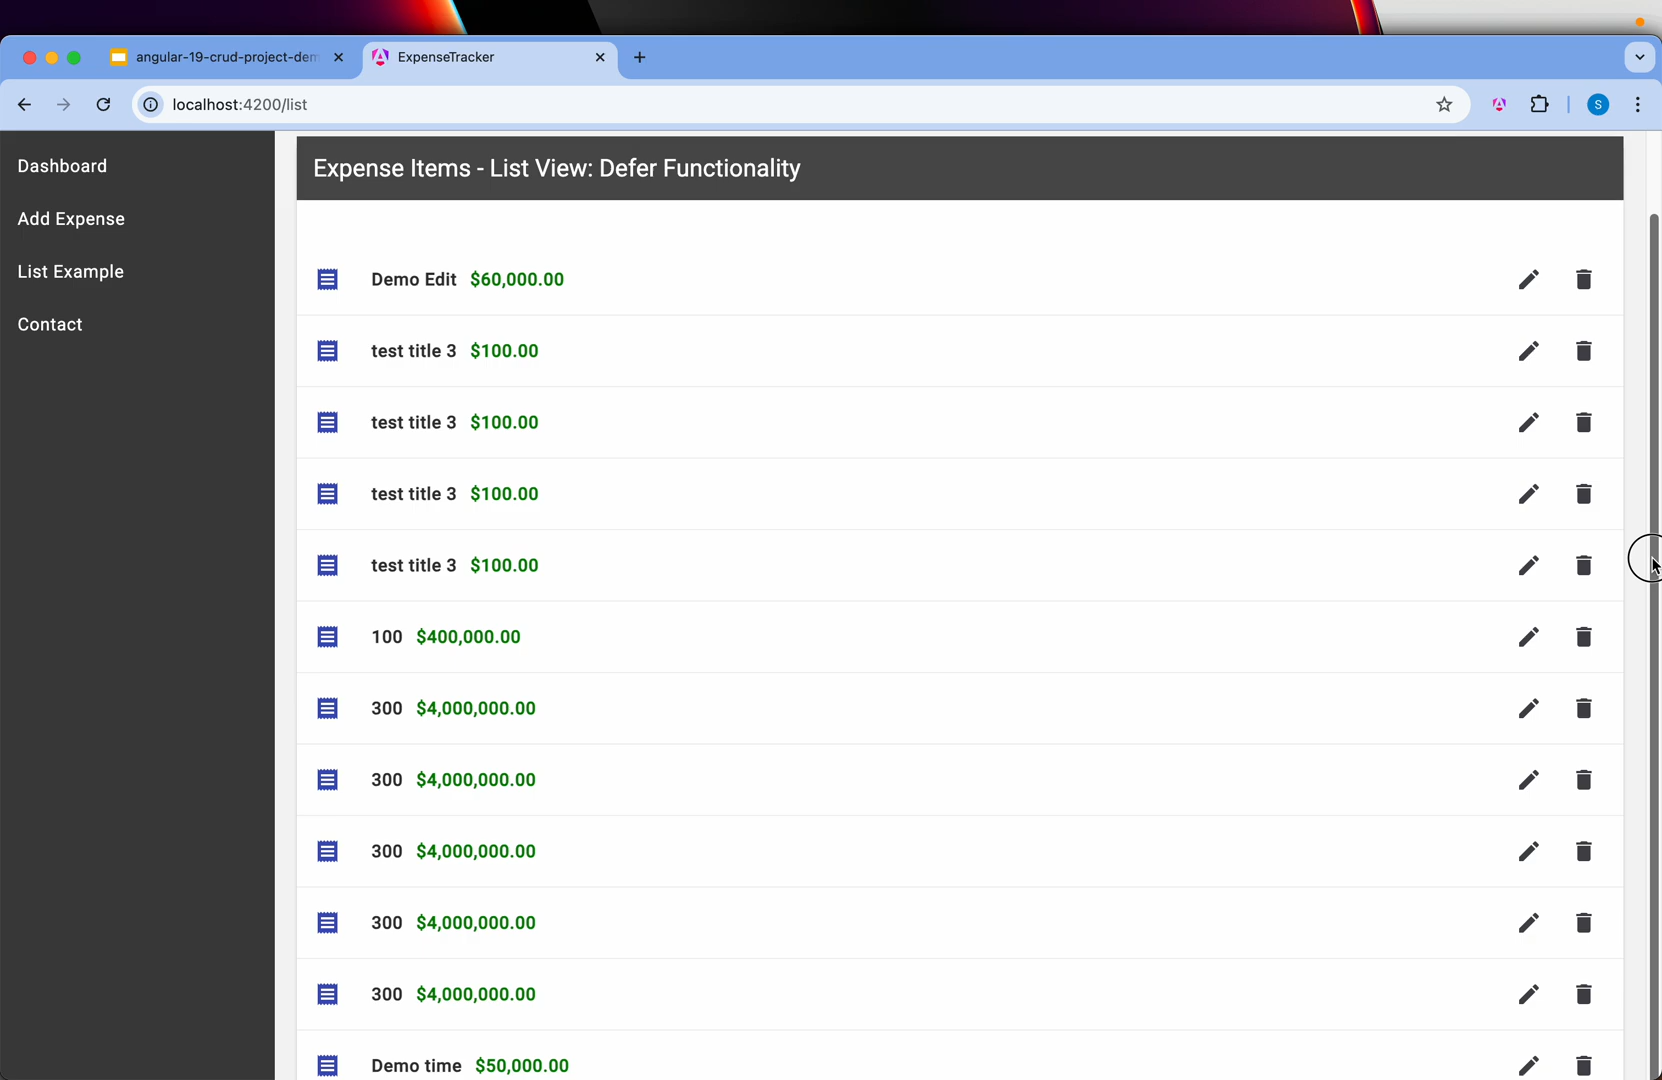 angular-19-crud-project-dem
ExpenseTracker
localhost:4200/list
S
Dashboard
Add Expense
List Example
Contact
Expense Items - List View: Defer Functionality
Demo Edit $60,000.00
test title 3 $100.00
test title 3 $100.00
test title 3 $100.00
test title 3 $100.00
100 $400,000.00
300 $4,000,000.00
300 $4,000,000.00
300 $4,000,000.00
300 $4,000,000.00
300 $4,000,000.00
Demo time $50,000.00